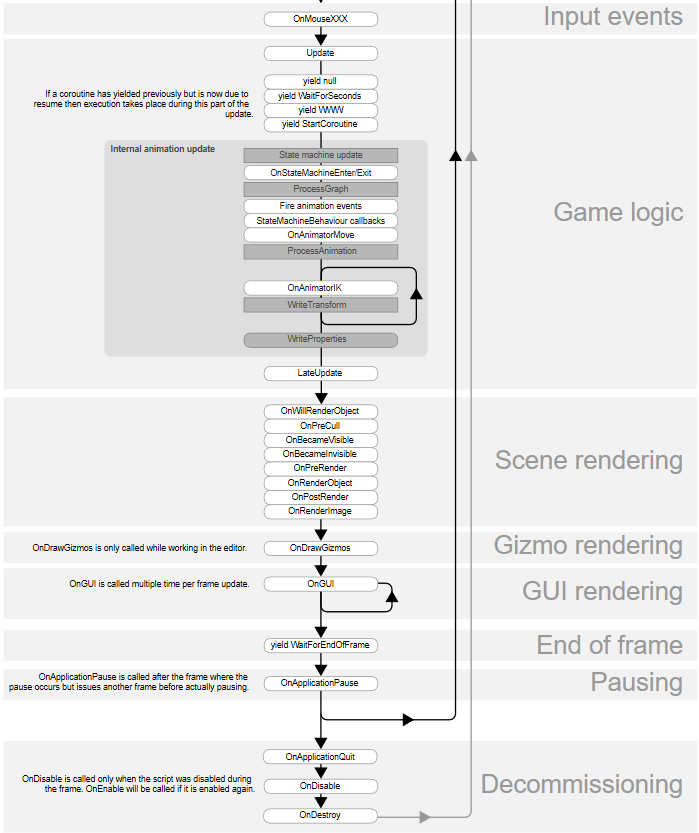 OnMouseXXX
Input events
Update
If a coroutine has yielded previously but is now due to
resume then execution takes place during this part of the
update.
yield null
yield WaitForSeconds
yield WWW
yield StartCoroutine
Internal animation update
State machine update
OnStateMachineEnter/Exit
ProcessGraph
Fire animation events
StateMachineBehaviour callbacks
OnAnimatorMove
ProcessAnimation
OnAnimatorIK
WriteTransform
WriteProperties
LateUpdate
Game logic
OnWillRenderObject
OnPreCull
OnBecameVisible
OnBecameInvisible
OnPreRender
OnRenderObject
OnPostRender
OnRenderImage
Scene rendering
OnDrawGizmos is only called while working in the editor.
OnDrawGizmos
Gizmo rendering
OnGUI is called multiple time per frame update.
OnGUI
GUI rendering
yield WaitForEndOfFrame
End of frame
OnApplicationPause is called after the frame where the
pause occurs but issues another frame before actually pausing.
OnApplicationPause
Pausing
OnApplicationQuit
OnDisable is called only when the script was disabled during
the frame. OnEnable will be called if it is enabled again.
OnDisable
OnDestroy
Decommissioning